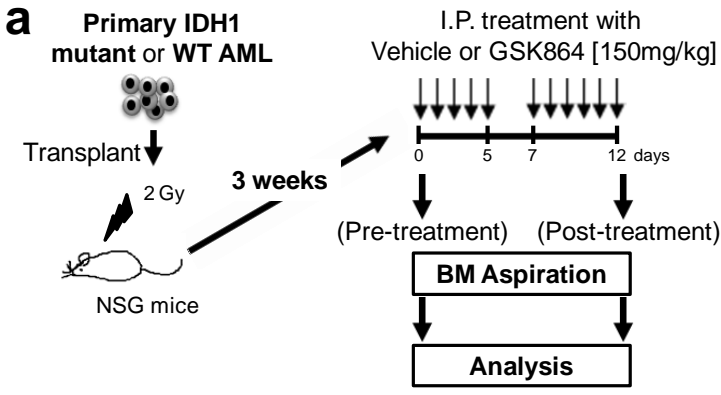 a
Primary IDH1
mutant or WT AML
Transplant
2 Gy
NSG mice
3 weeks
I.P. treatment with
Vehicle or GSK864 [150mg/kg]
0 5 7 12 days
(Pre-treatment) (Post-treatment)
BM Aspiration
Analysis